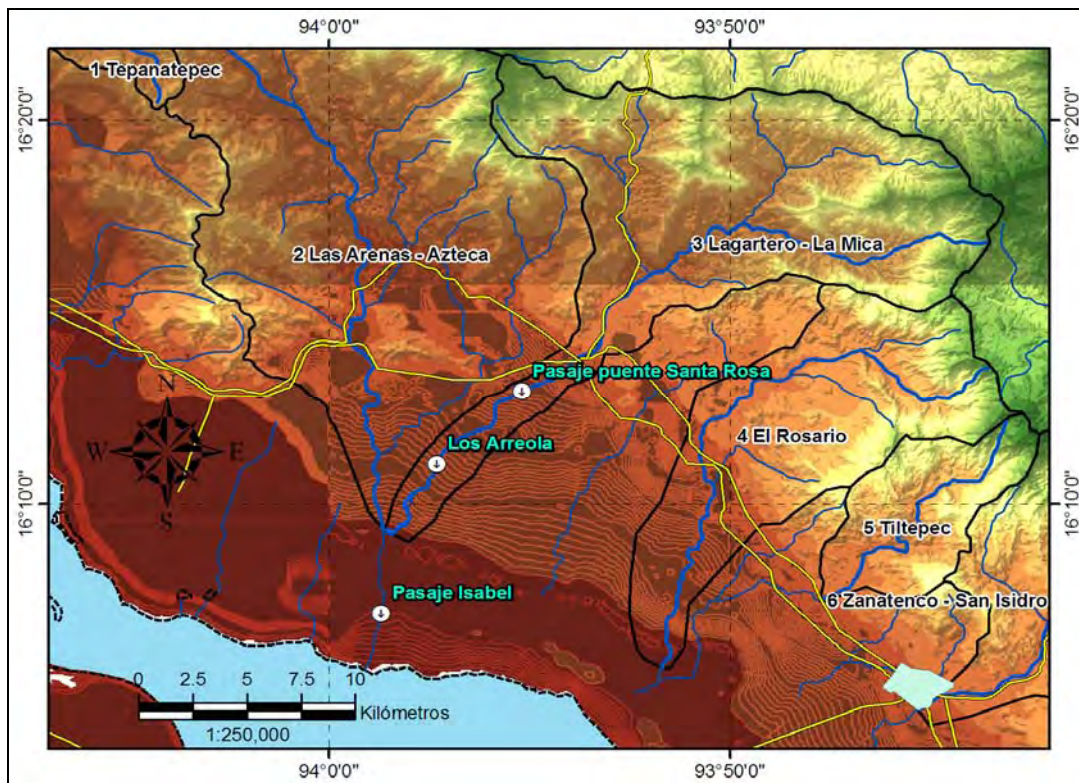 94°0'0"
93°50'0"
1 Tepanatepec
16°20'0"
16°20'0"
2 Las Arenas - Azteca
3 Lagartero - La Mica
Pasaje puente Santa Rosa
N
W
E
S
Los Arreola
4 El Rosario
16°10'0"
16°10'0"
5 Tiltepec
Pasaje Isabel
6 Zanatenco - San Isidro
0 2.5 5 7.5 10
Kilómetros
1:250,000
94°0'0"
93°50'0"